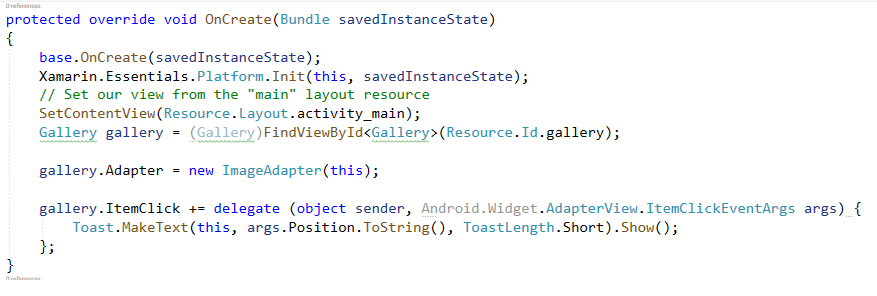 0 references
protected override void OnCreate(Bundle savedInstanceState)
{
base.OnCreate(savedInstanceState);
Xamarin.Essentials.Platform.Init(this, savedInstanceState);
// Set our view from the "main" layout resource
SetContentView(Resource.Layout.activity_main);
Gallery gallery = (Gallery)FindViewById<Gallery>(Resource.Id.gallery);
gallery.Adapter = new ImageAdapter(this);
gallery.ItemClick += delegate (object sender, Android.Widget.AdapterView.ItemClickEventArgs args) {
Toast.MakeText(this, args.Position.ToString(), ToastLength.Short).Show();
};
}
0 references